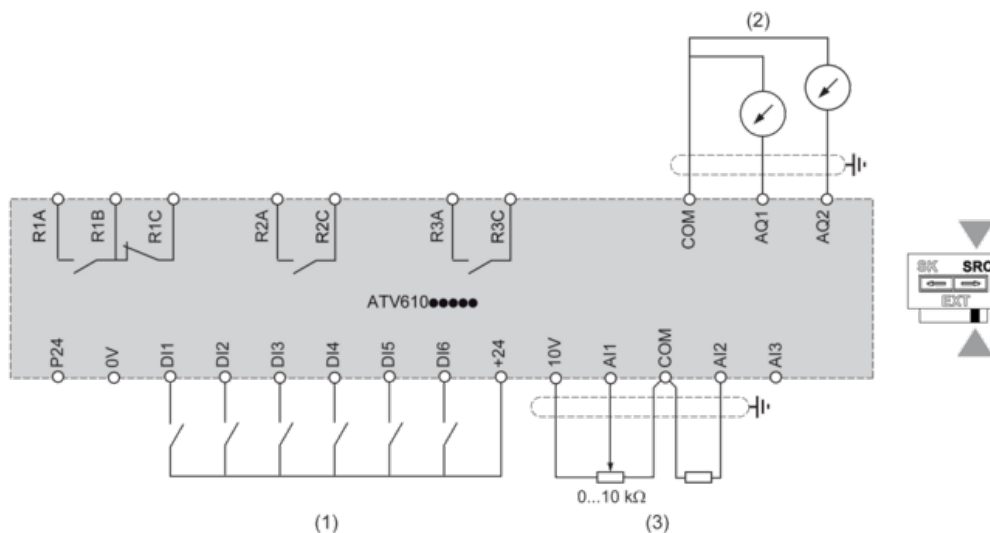 (2)
R1A R1B R1C R2A R2C R3A R3C COM AQ1 AQ2
SK SRC
EXT
ATV610●●●●●
P24 0V DI1 DI2 DI3 DI4 DI5 DI6 +24 10V AI1 COM AI2 AI3
0...10 kΩ
(1) (3)